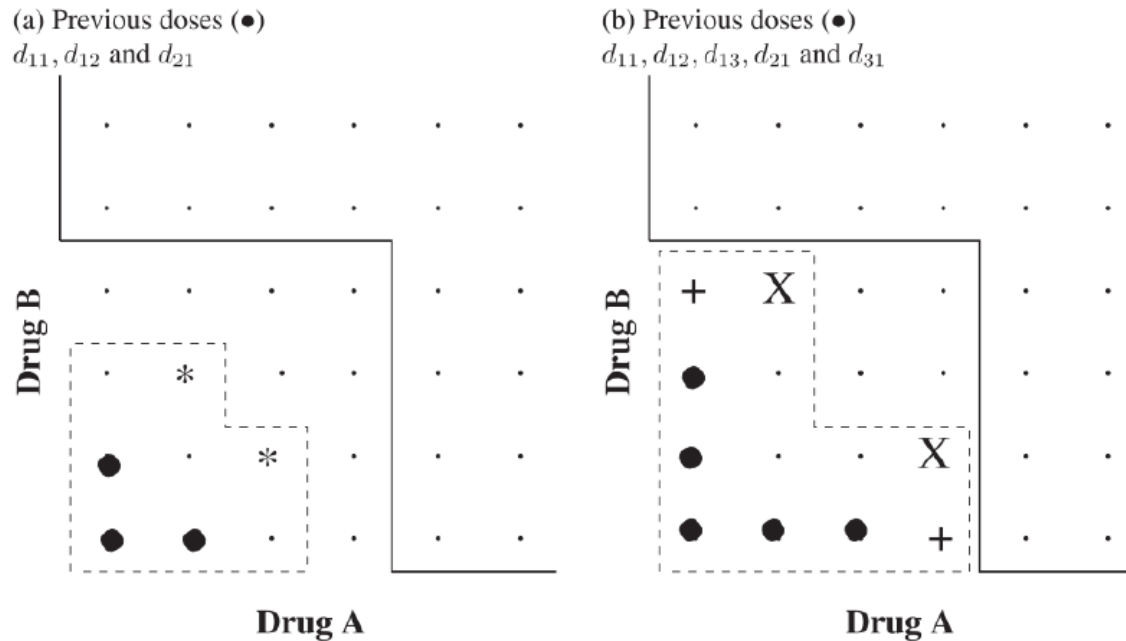 (a) Previous doses (●)
d₁₁, d₁₂ and d₂₁
Drug B
*
*
Drug A
(b) Previous doses (●)
d₁₁, d₁₂, d₁₃, d₂₁ and d₃₁
Drug B
+ X
X
+
Drug A